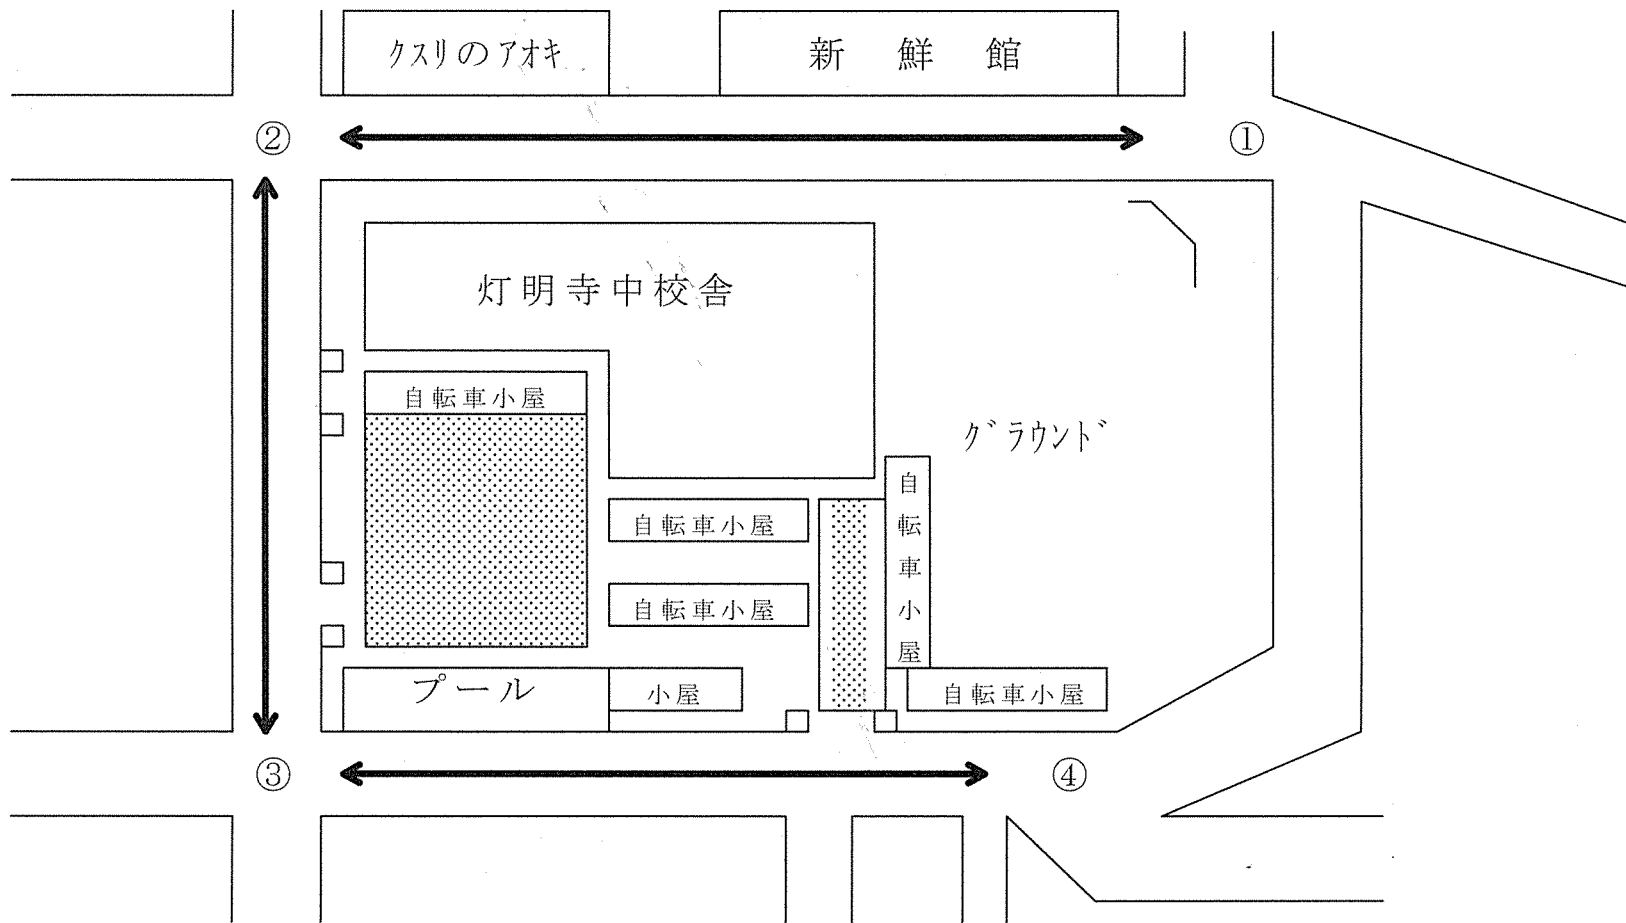 クスリのアオキ
新鮮館
②
①
灯明寺中校舎
自転車小屋
グラウンド
自転車小屋
自転車小屋
自転車小屋
プール
小屋
自転車小屋
③
④